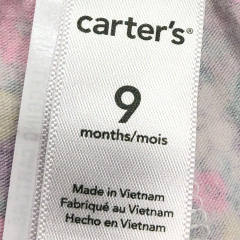 carter's®
9
months/mois
Made in Vietnam
Fabriqué au Vietnam
Hecho en Vietnam